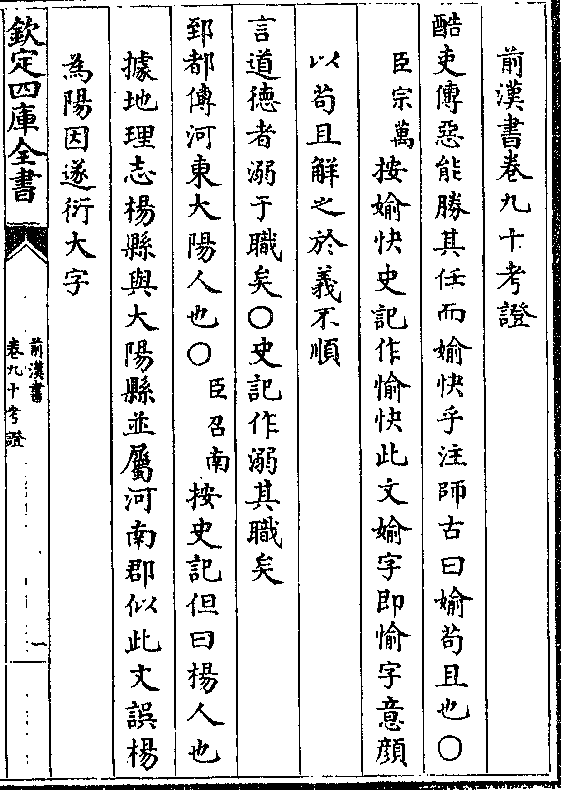 前漢書卷九十考證
酷吏傳惡能勝其任而媮快乎注師古曰媮苟且也○
臣宗萬按媮快史記作愉快此文媮字即愉字意顔
以苟且解之於義不順
言道德者溺于職矣○史記作溺其職矣
郅都傳河東大陽人也○臣召南按史記但曰楊人也
據地理志楊縣與大陽縣並屬河南郡似此文誤楊
為陽因遂衍大字
欽定四庫全書
前漢書
卷九十考證
一